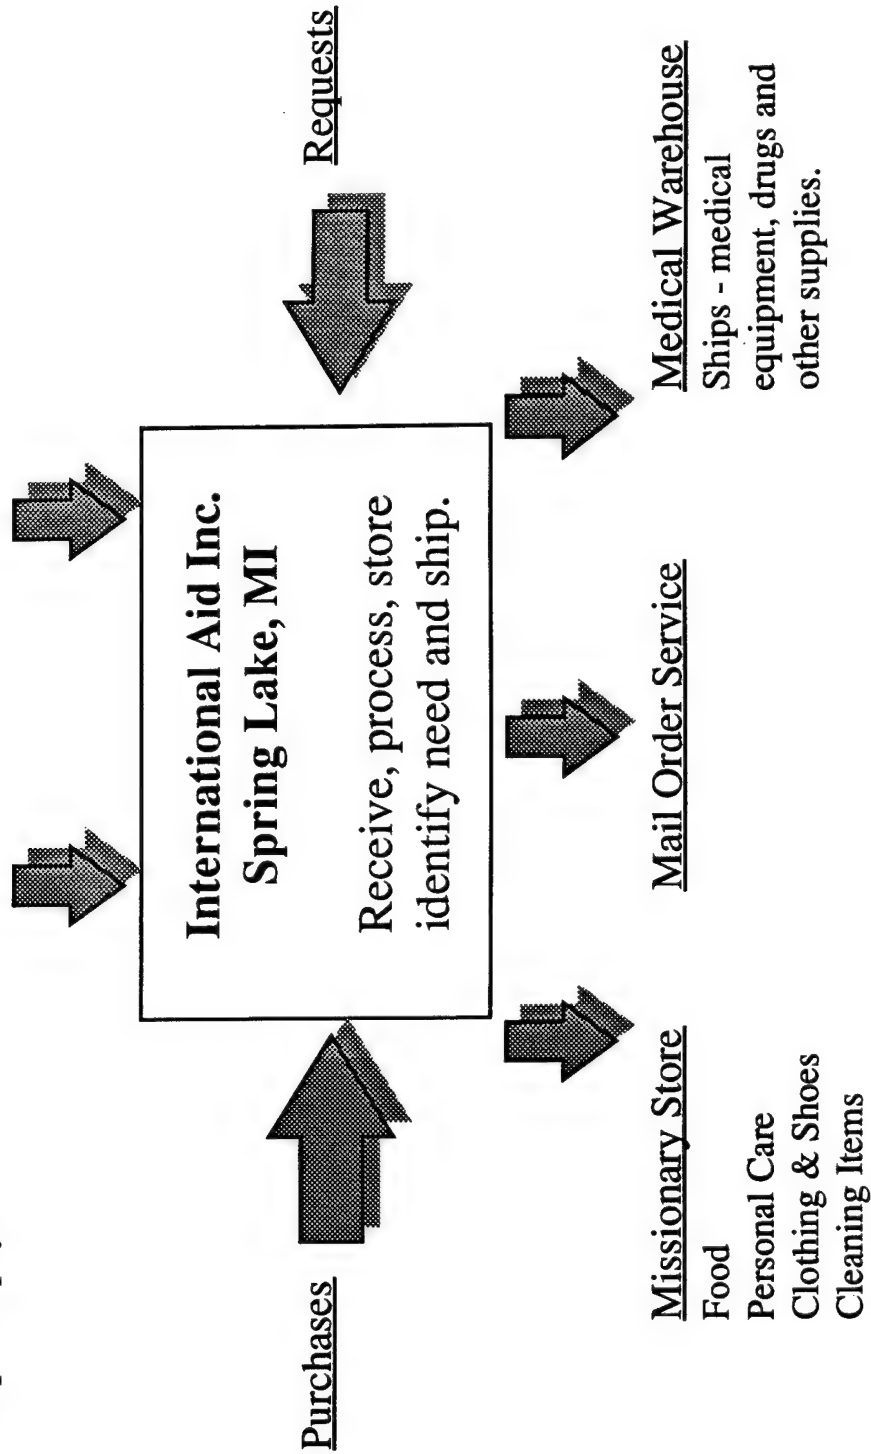 Purchases
Requests
International Aid Inc.
Spring Lake, MI
Receive, process, store
identify need and ship.
Missionary Store
Food
Personal Care
Clothing & Shoes
Cleaning Items
Mail Order Service
Medical Warehouse
Ships - medical
equipment, drugs and
other supplies.